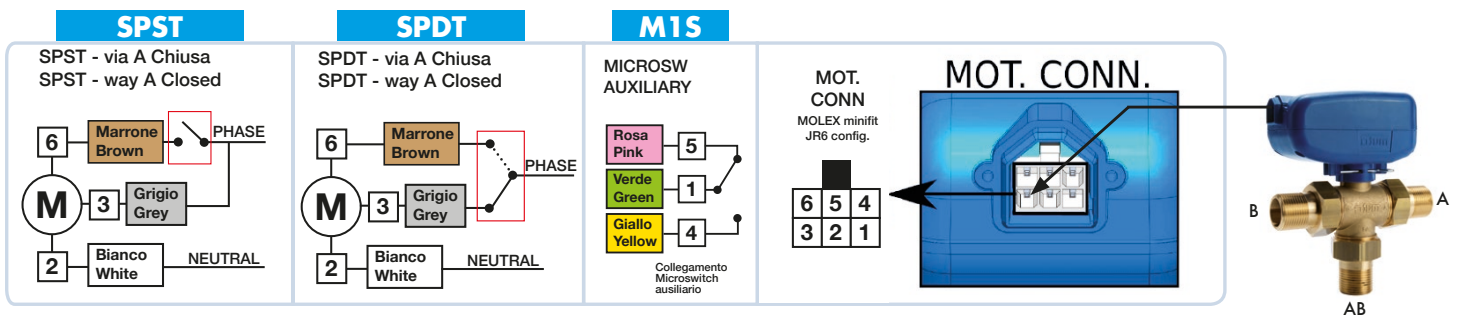 SPST
SPST - via A Chiusa
SPST - way A Closed
6
Marrone
Brown
PHASE
M
3
Grigio
Grey
2
Bianco
White
NEUTRAL
SPDT
SPDT - via A Chiusa
SPDT - way A Closed
6
Marrone
Brown
PHASE
M
3
Grigio
Grey
2
Bianco
White
NEUTRAL
M1S
MICROSW
AUXILIARY
Rosa
Pink
5
Verde
Green
1
Giallo
Yellow
4
Collegamento
Microswitch
ausiliario
MOT.
CONN
MOLEX minifit
JR6 config.
6 5 4
3 2 1
MOT. CONN.
B
A
AB